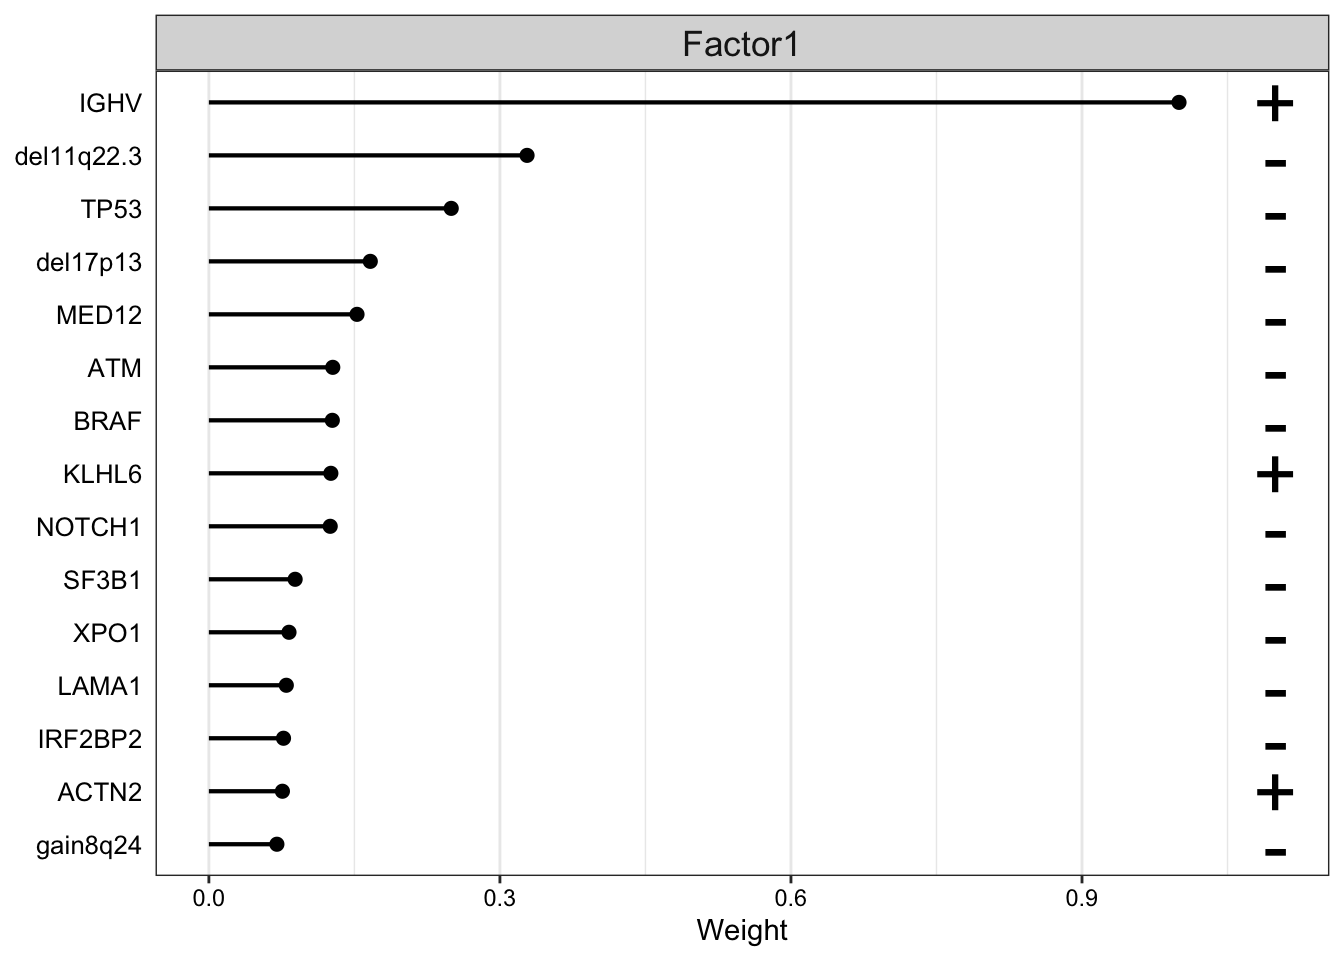 Factor1
IGHV +
del11q22.3 -
TP53 -
del17p13 -
MED12 -
ATM -
BRAF -
KLHL6 +
NOTCH1 -
SF3B1 -
XPO1 -
LAMA1 -
IRF2BP2 -
ACTN2 +
gain8q24 -
0.0 0.3 0.6 0.9
Weight